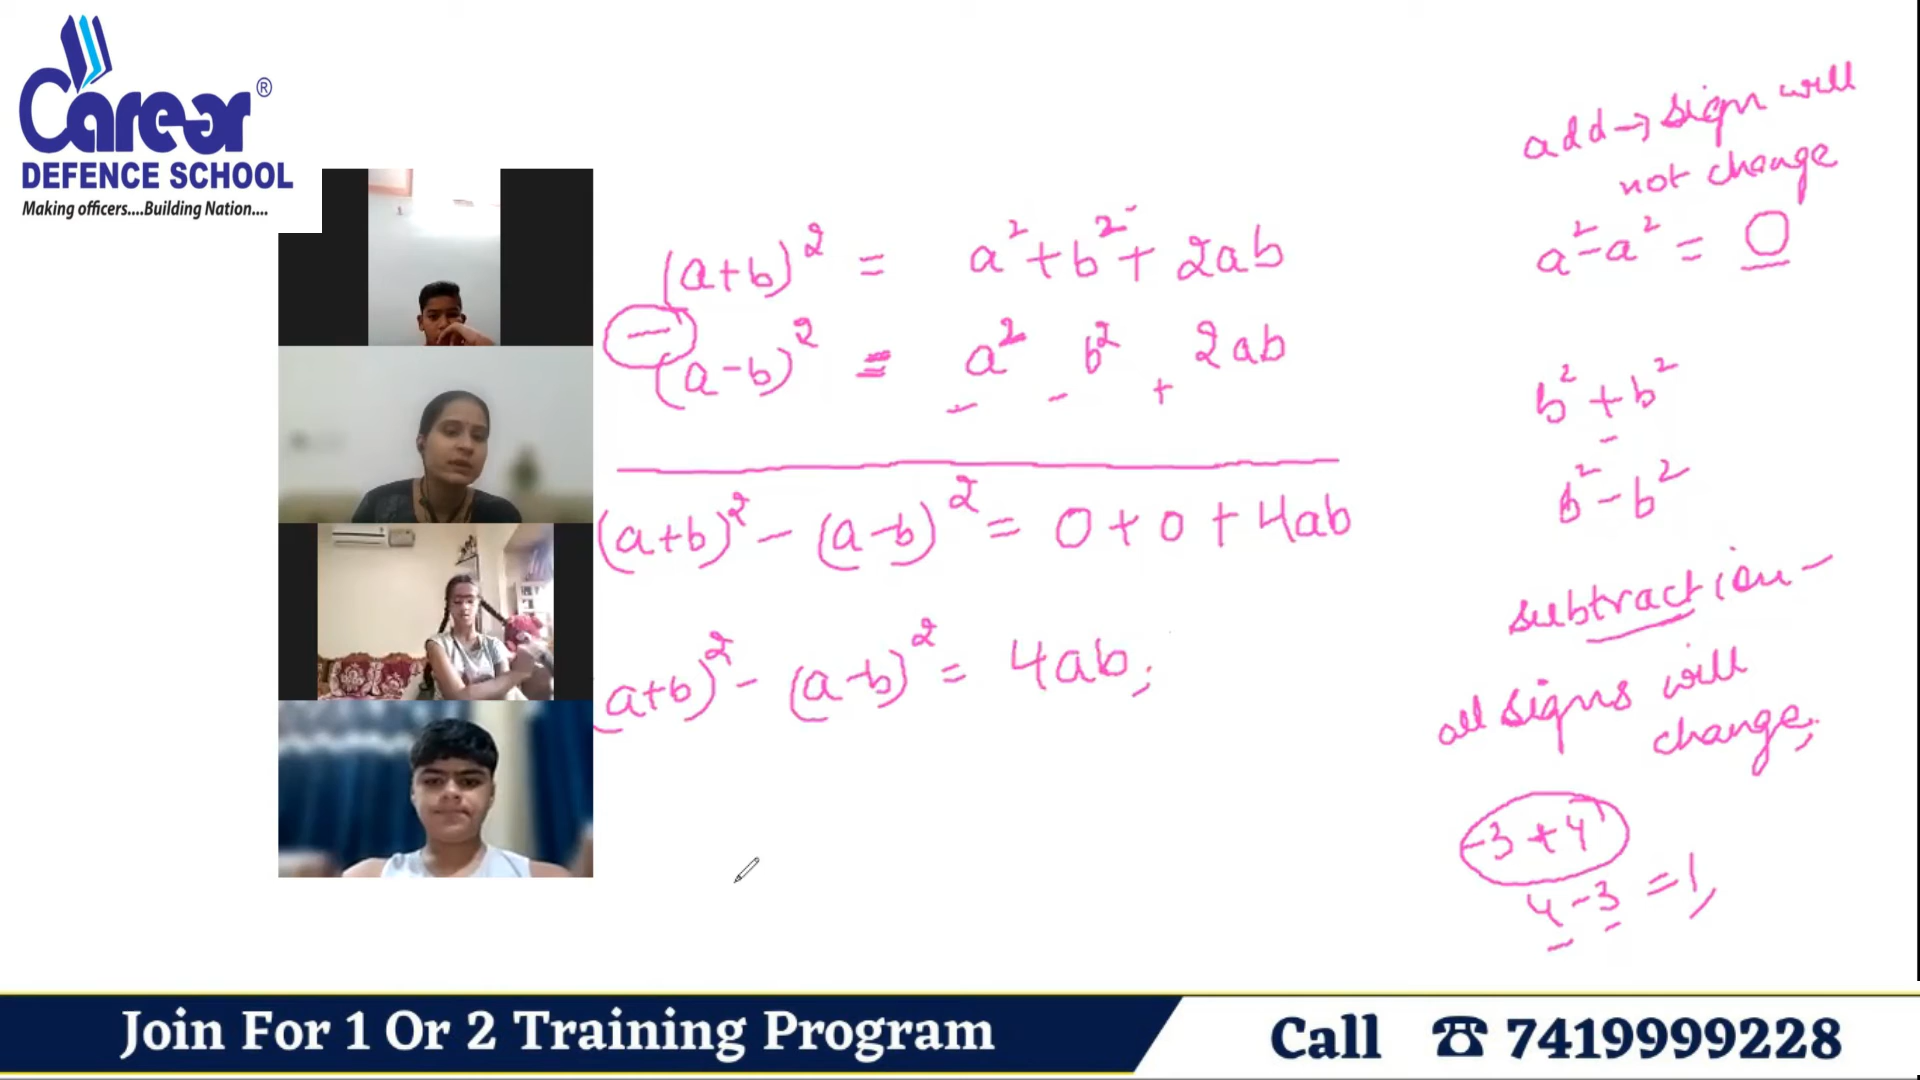 Carear®
DEFENCE SCHOOL
Making officers....Building Nation....
(a+b)² = a²+b²+ 2ab
−
(a-b)² = a² b² 2ab
- - +
(a+b)² - (a-b)² = 0 + 0 + 4ab
(a+b)² - (a-b)² = 4ab;
add → sign will
not change
a²-a² = 0
b²+b²
b²-b²
subtraction -
all signs will
change,
-3+4
4-3 =1,
Join For 1 Or 2 Training Program
Call ☎ 7419999228